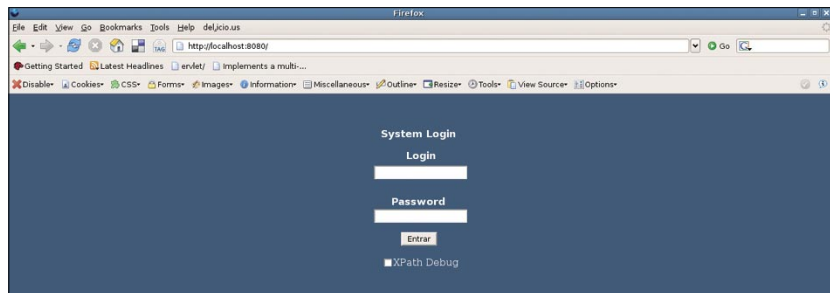 Firefox
File Edit View Go Bookmarks Tools Help del.icio.us
TAG http://localhost:8080/ Go G
Getting Started Latest Headlines ervlet/ Implements a multi-...
Disable Cookies CSS Forms Images Information Miscellaneous Outline Resize Tools View Source Options
System Login
Login
Password
Entrar
XPath Debug